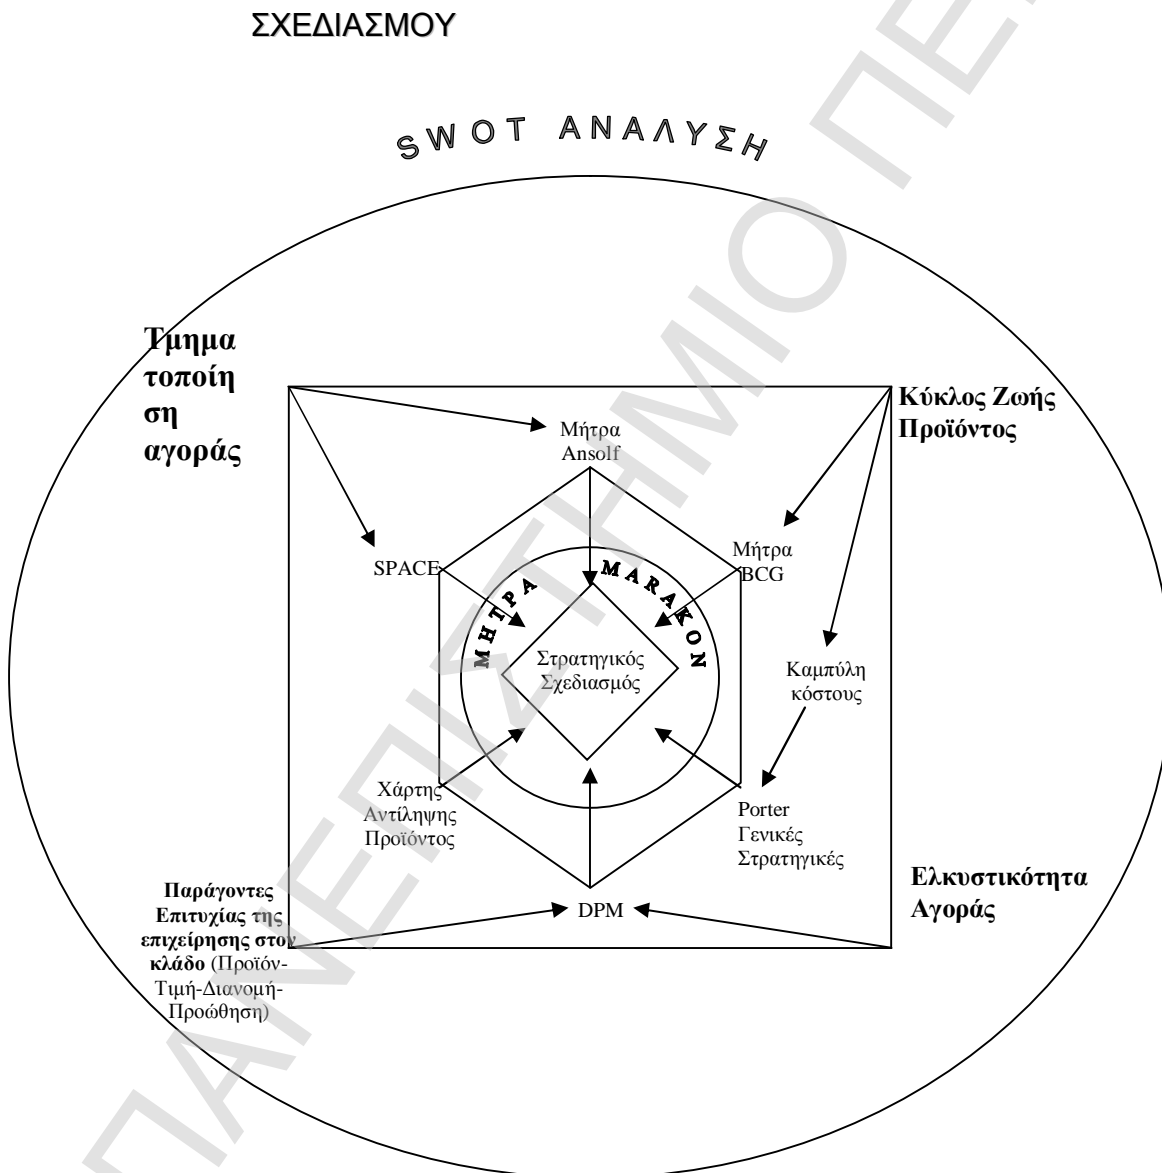 ΣΧΕΔΙΑΣΜΟΥ
SWOT ΑΝΑΛΥΣΗ
Τμημα
τοποίη
ση
αγοράς
Κύκλος Ζωής
Προϊόντος
Μήτρα
Ansolf
SPACE
Μήτρα
BCG
ΜΗΤΡΑ MARAKON
Στρατηγικός
Σχεδιασμός
Καμπύλη
κόστους
Χάρτης
Αντίληψης
Προϊόντος
Porter
Γενικές
Στρατηγικές
Παράγοντες
Επιτυχίας της
επιχείρησης στον
κλάδο (Προϊόν-
Τιμή-Διανομή-
Προώθηση)
DPM
Ελκυστικότητα
Αγοράς
ΠΑΝΕΠΙΣΤΗΜΙΟ